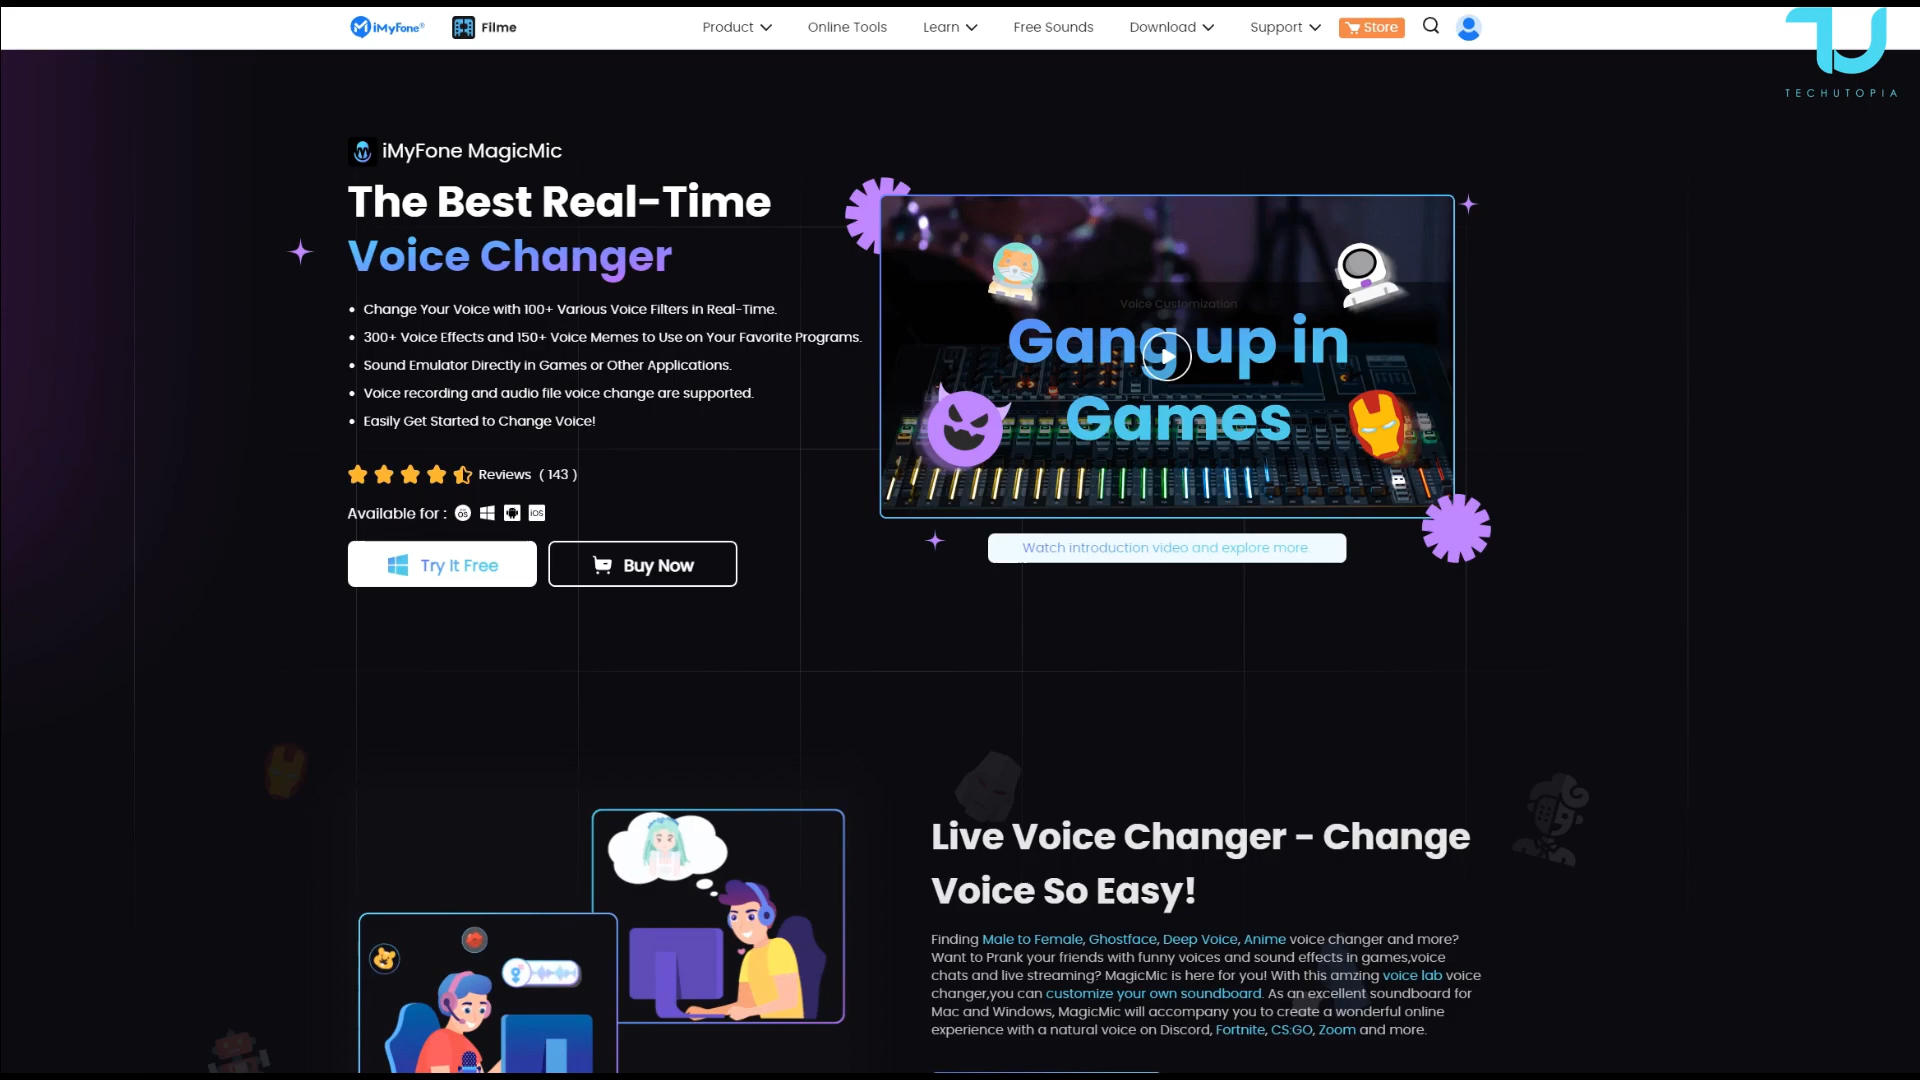 iMyFone® Filme Product Online Tools Learn Free Sounds Download Support Store
TECHUTOPIA
iMyFone MagicMic
The Best Real-Time
Voice Changer
• Change Your Voice with 100+ Various Voice Filters in Real-Time.
• 300+ Voice Effects and 150+ Voice Memes to Use on Your Favorite Programs.
• Sound Emulator Directly in Games or Other Applications.
• Voice recording and audio file voice change are supported.
• Easily Get Started to Change Voice!
Reviews ( 143 )
Available for :
iOS
Try It Free
Buy Now
Voice Customization
Gang up in
Games
Watch introduction video and explore more.
Live Voice Changer - Change
Voice So Easy!
Finding Male to Female, Ghostface, Deep Voice, Anime voice changer and more?
Want to Prank your friends with funny voices and sound effects in games,voice
chats and live streaming? MagicMic is here for you! With this amzing voice lab voice
changer,you can customize your own soundboard. As an excellent soundboard for
Mac and Windows, MagicMic will accompany you to create a wonderful online
experience with a natural voice on Discord, Fortnite, CS:GO, Zoom and more.